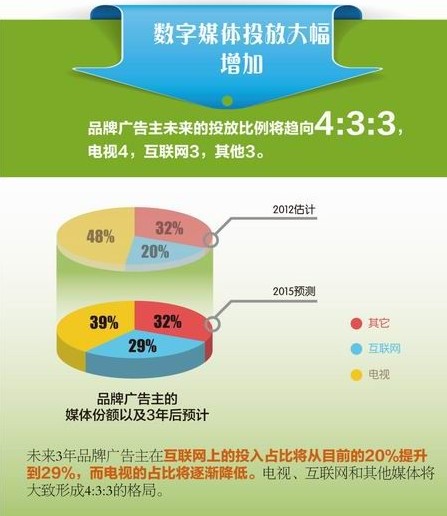 数字媒体投放大幅
增加
品牌广告主未来的投放比例将趋向4:3:3，
电视4，互联网3，其他3。
2012估计
48%
32%
20%
2015预测
39%
32%
29%
其它
互联网
电视
品牌广告主的
媒体份额以及3年后预计
未来3年品牌广告主在互联网上的投入占比将从目前的20%提升
到29%，而电视的占比将逐渐降低。电视、互联网和其他媒体将
大致形成4:3:3的格局。